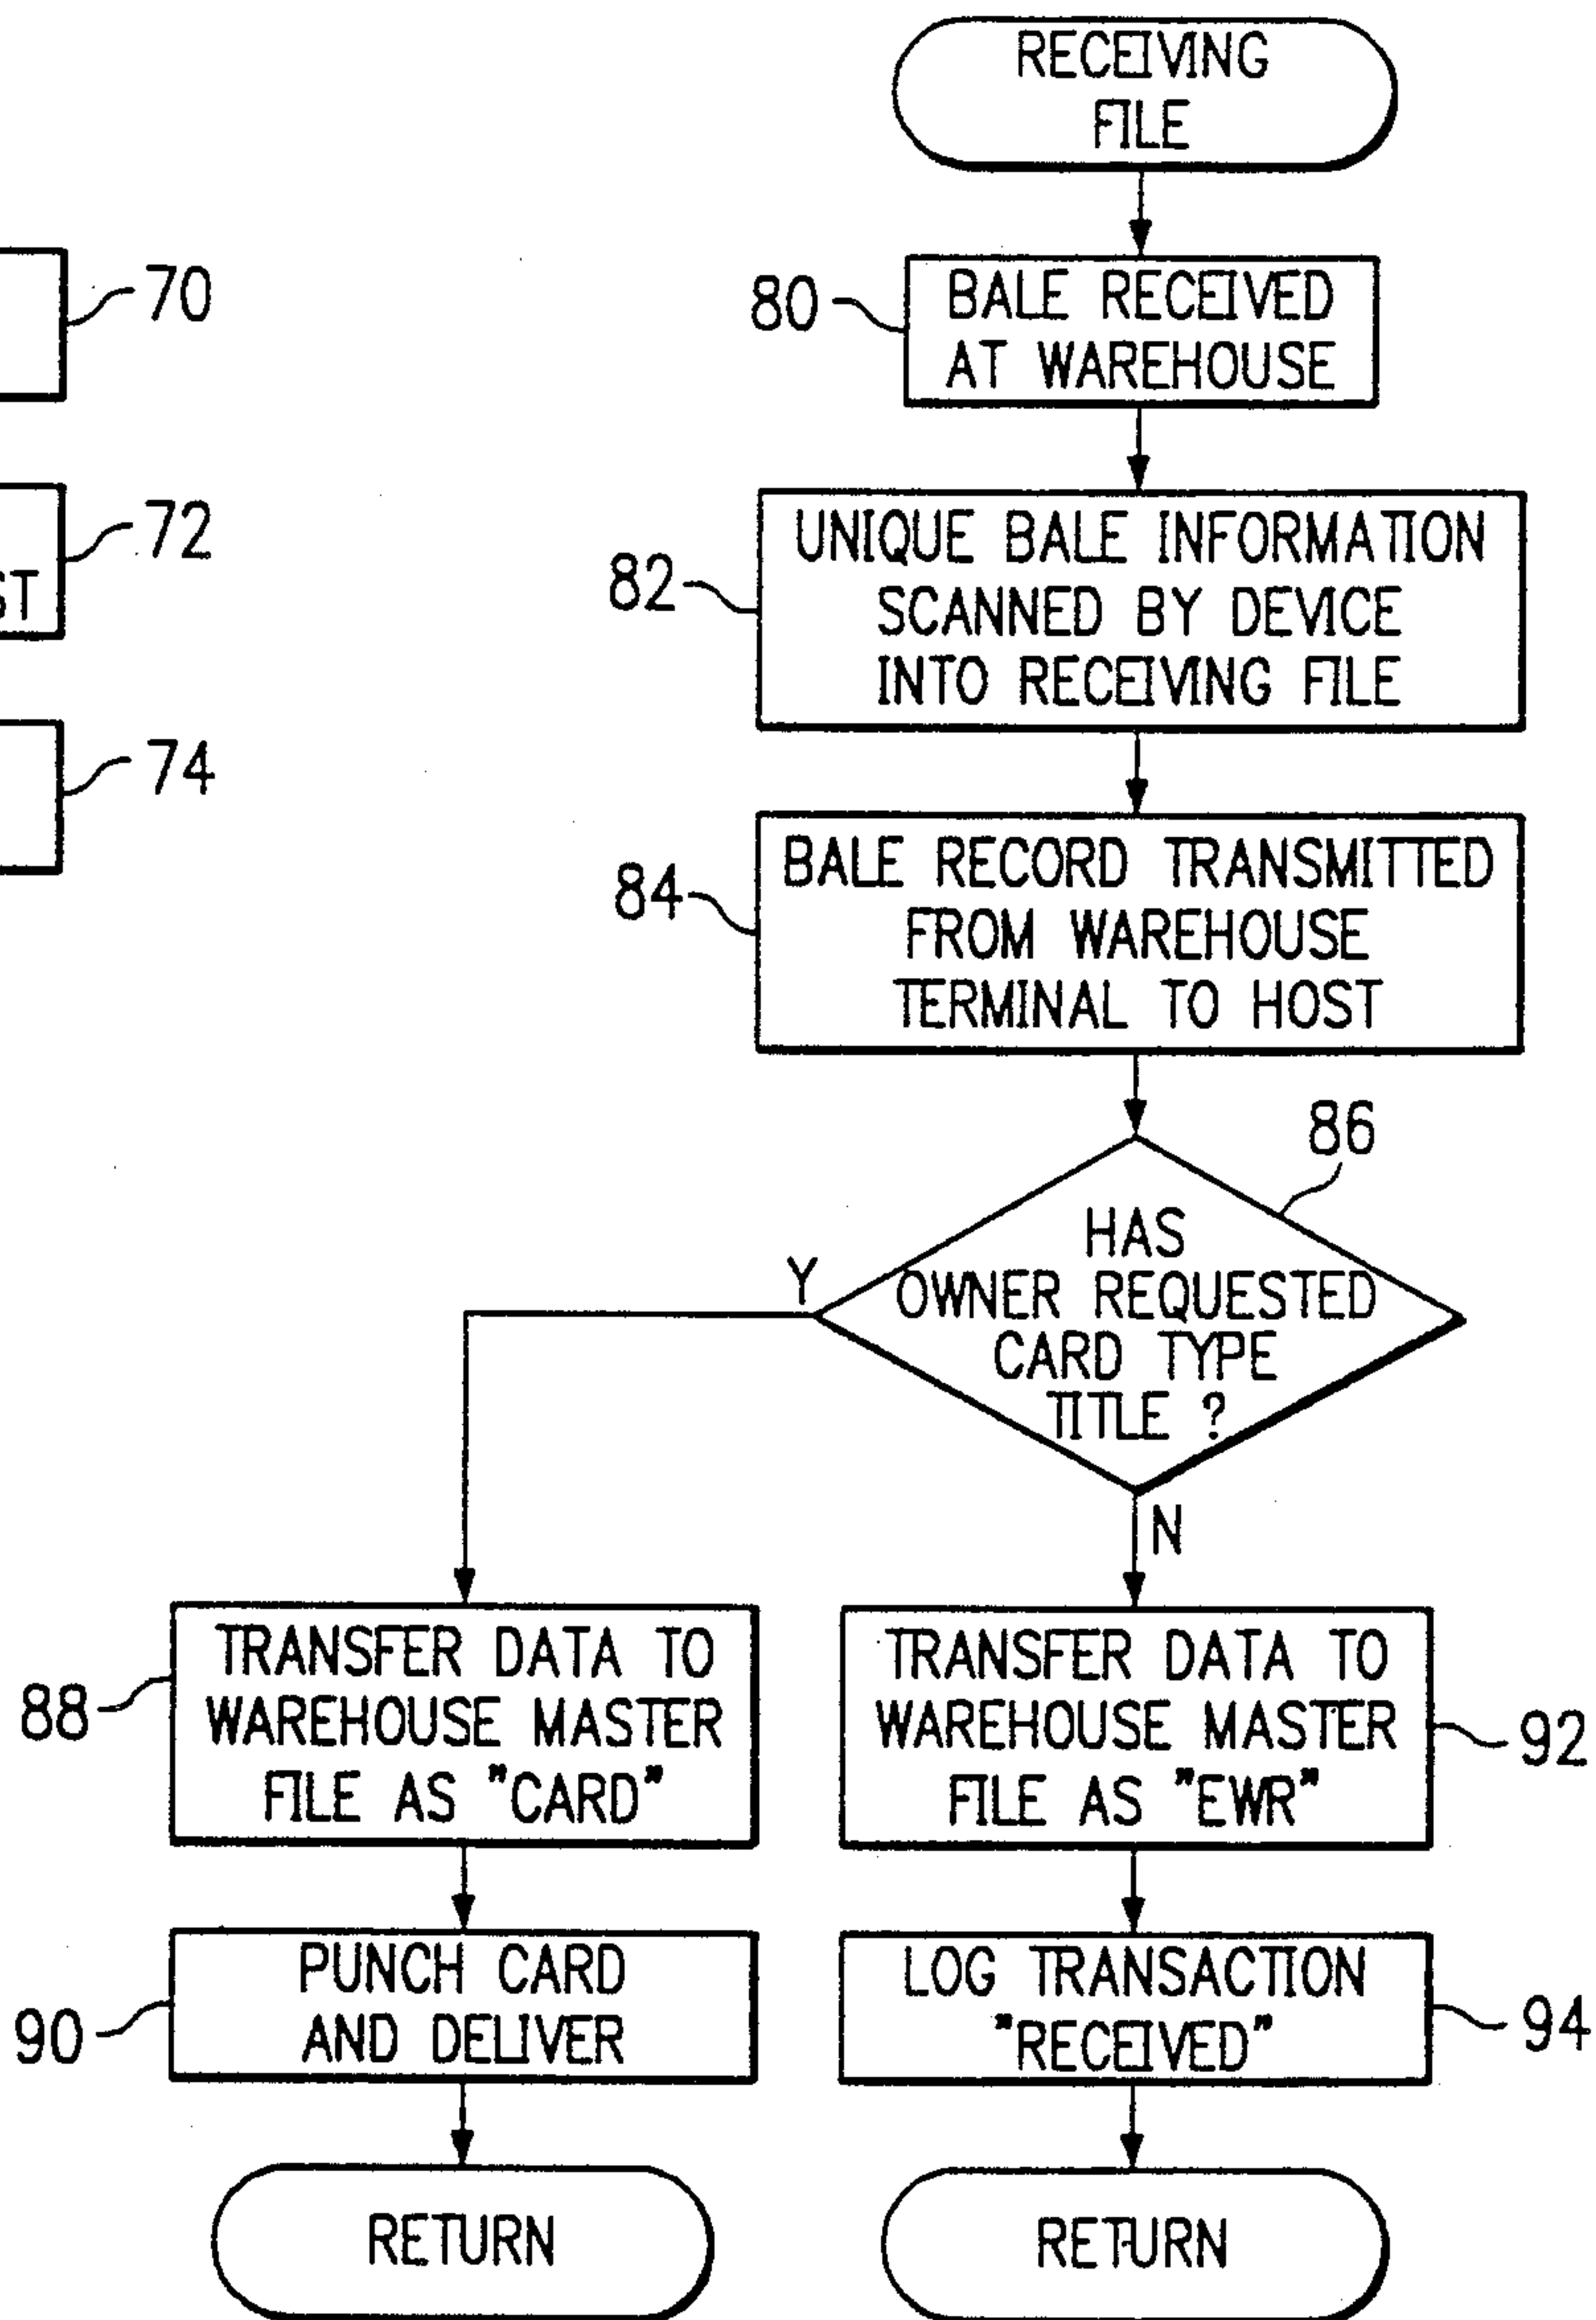 RECEIVING
FILE
70
80
BALE RECEIVED
AT WAREHOUSE
72
ST
82
UNIQUE BALE INFORMATION
SCANNED BY DEVICE
INTO RECEIVING FILE
74
84
BALE RECORD TRANSMITTED
FROM WAREHOUSE
TERMINAL TO HOST
86
HAS
OWNER REQUESTED
CARD TYPE
TITLE ?
Y
N
88
TRANSFER DATA TO
WAREHOUSE MASTER
FILE AS "CARD"
TRANSFER DATA TO
WAREHOUSE MASTER
FILE AS "EWR"
92
90
PUNCH CARD
AND DELIVER
LOG TRANSACTION
"RECEIVED"
94
RETURN
RETURN